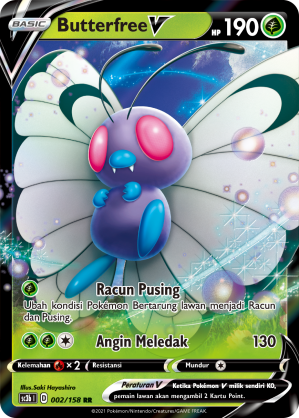 BASIC Butterfree V HP 190
Racun Pusing
Ubah kondisi Pokémon Bertarung lawan menjadi Racun
dan Pusing.
Angin Meledak 130
Kelemahan ×2 Resistansi Mundur
Illus. Saki Hayashiro
sc3b I D 002/158 RR
Peraturan V Ketika Pokémon V milik sendiri KO,
pemain lawan akan mengambil 2 Kartu Point.
©2021 Pokémon/Nintendo/Creatures/GAME FREAK.